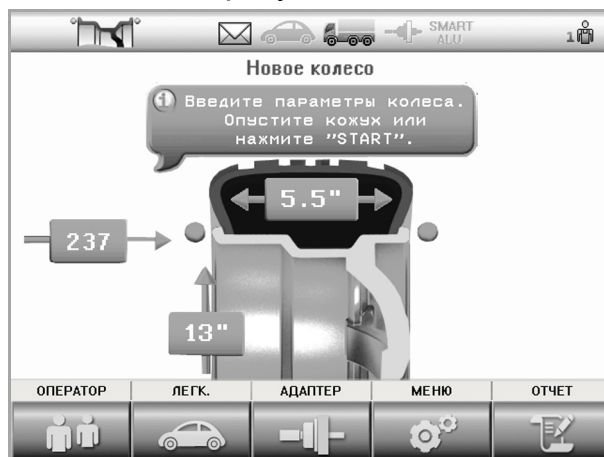 SMART
ALU
1
Новое колесо
Введите параметры колеса.
Опустите кожух или
нажмите "START".
5.5"
237
13"
ОПЕРАТОР ЛЕГК. АДАПТЕР МЕНЮ ОТЧЕТ